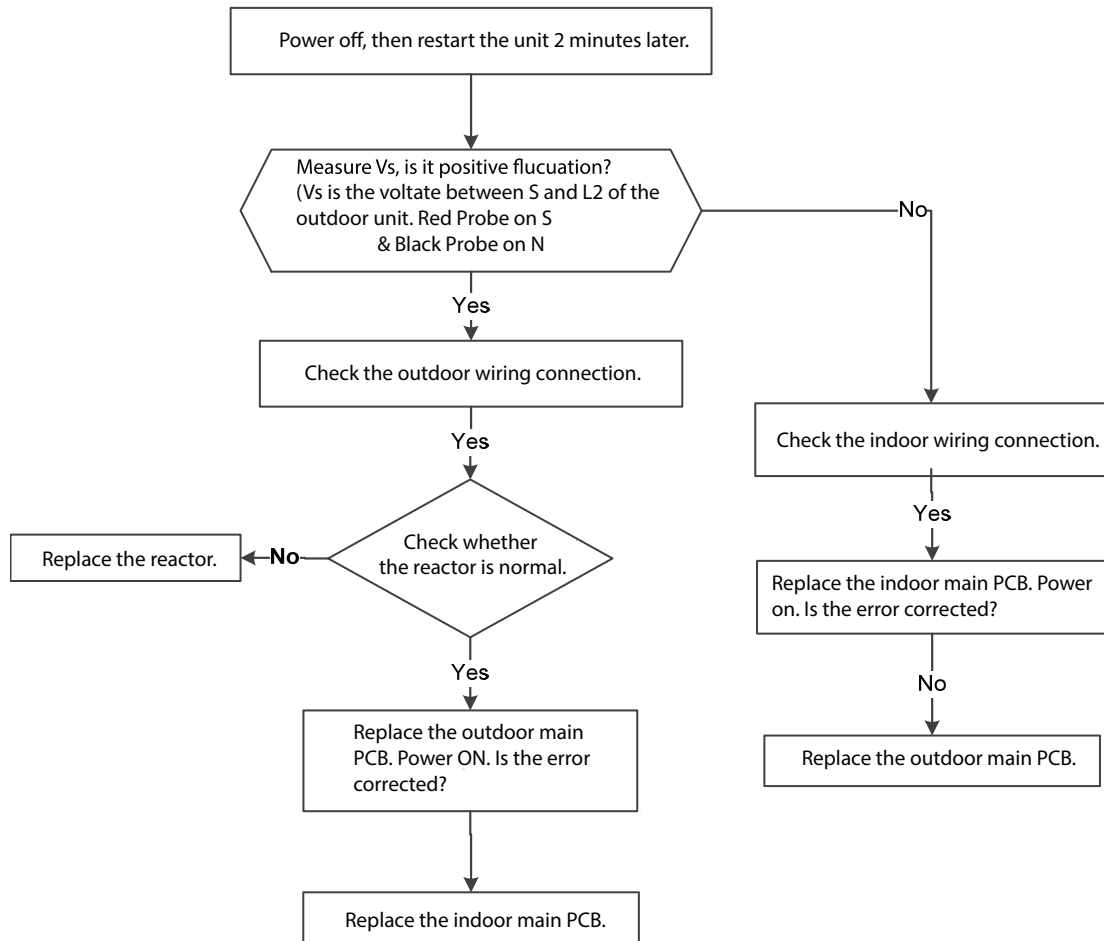 Power off, then restart the unit 2 minutes later.
Measure Vs, is it positive flucuation?
(Vs is the voltate between S and L2 of the
outdoor unit. Red Probe on S
& Black Probe on N
No
Yes
Check the outdoor wiring connection.
Yes
Check the indoor wiring connection.
Yes
Check whether
the reactor is normal.
No
Replace the reactor.
Replace the indoor main PCB. Power
on. Is the error corrected?
Yes
No
Replace the outdoor main
PCB. Power ON. Is the error
corrected?
Replace the outdoor main PCB.
Replace the indoor main PCB.